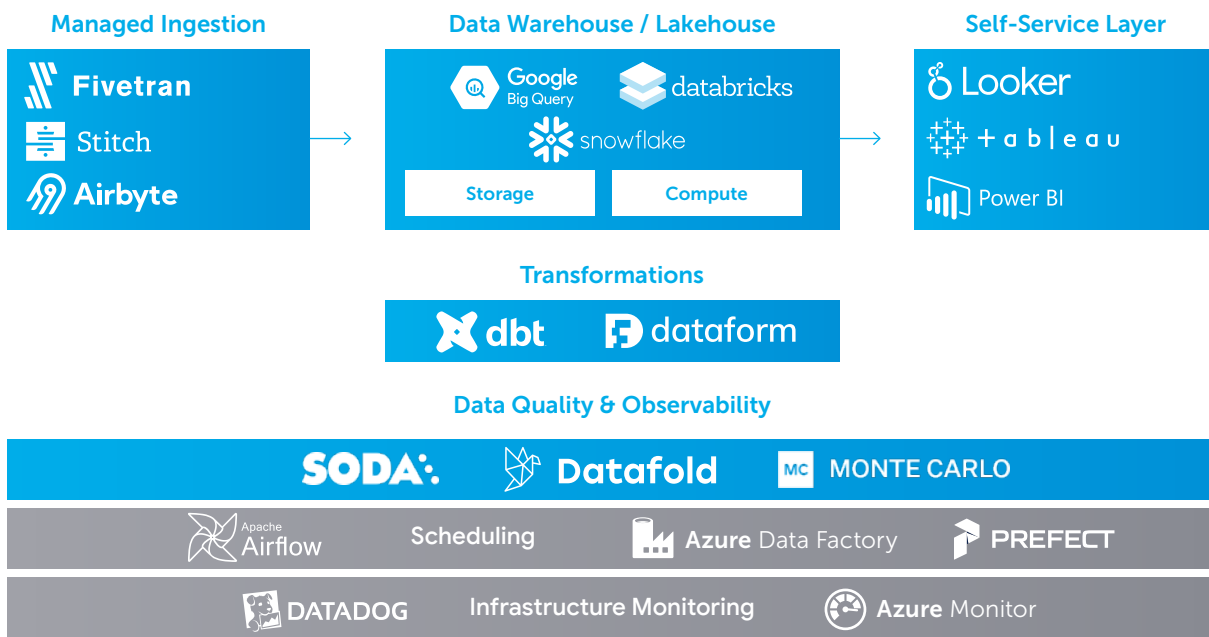 Managed Ingestion
Fivetran
Stitch
Airbyte
Data Warehouse / Lakehouse
Google
Big Query
databricks
snowflake
Storage
Compute
Self-Service Layer
Looker
+ a b | e a u
Power BI
Transformations
dbt
dataform
Data Quality & Observability
SODA
Datafold
MC
MONTE CARLO
Apache
Airflow
Scheduling
Azure Data Factory
PREFECT
DATADOG
Infrastructure Monitoring
Azure Monitor